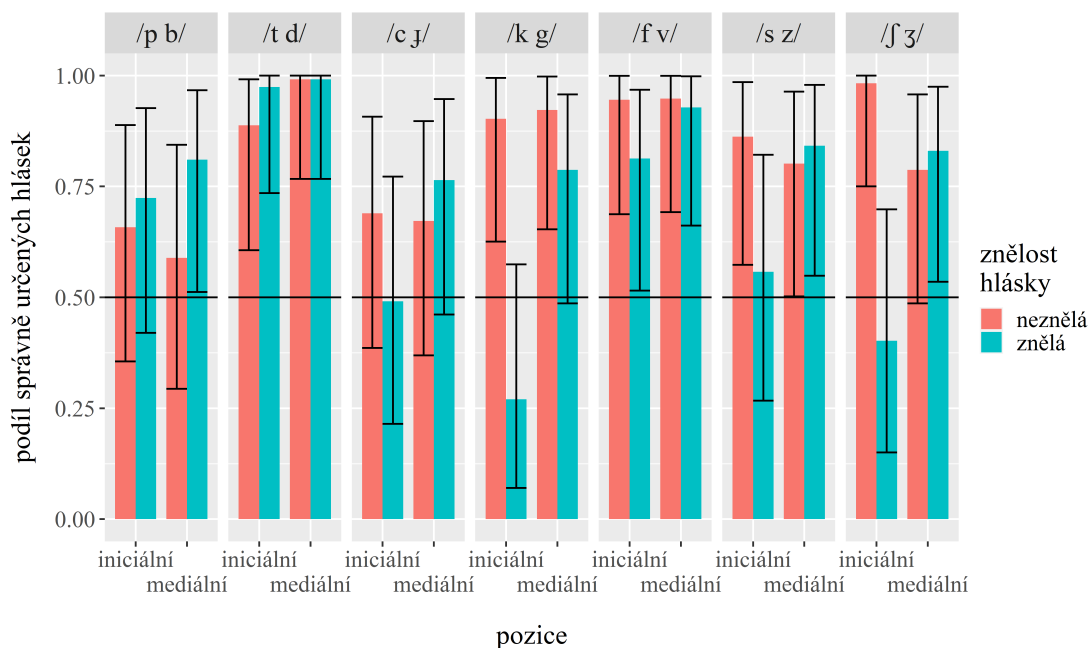 /p b/ /t d/ /c ɟ/ /k g/ /f v/ /s z/ /ʃ ʒ/
podíl správně určených hlásek
1.00
0.75
0.50
0.25
0.00
iniciální iniciální iniciální iniciální iniciální iniciální iniciální
mediální mediální mediální mediální mediální mediální mediální
pozice
znělost
hlásky
neznělá
znělá